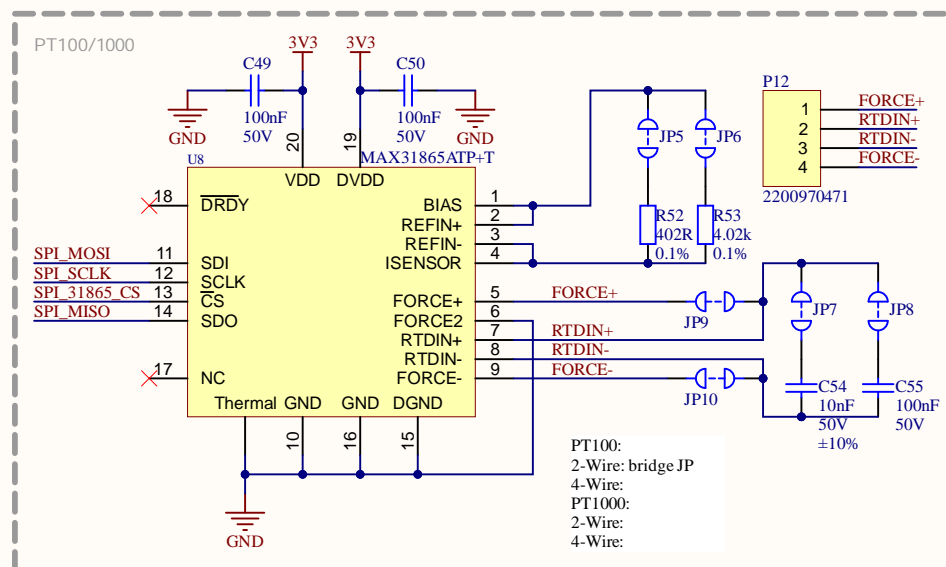 PT100/1000
3V3 3V3
C49 C50
100nF 100nF
50V 50V
GND GND
20 19
U8 MAX31865ATP+T
VDD DVDD
18 DRDY
SPI_MOSI 11 SDI
SPI_SCLK 12 SCLK
SPI_31865_CS 13 CS
SPI_MISO 14 SDO
17 NC
BIAS 1
REFIN+ 2
REFIN- 3
ISENSOR 4
FORCE+ 5 FORCE+
FORCE2 6
RTDIN+ 7 RTDIN+
RTDIN- 8 RTDIN-
FORCE- 9 FORCE-
Thermal GND GND DGND
10 16 15
GND
JP5 JP6
R52 R53
402R 4.02k
0.1% 0.1%
P12
1 FORCE+
2 RTDIN+
3 RTDIN-
4 FORCE-
2200970471
JP9
JP10
JP7 JP8
C54 C55
10nF 100nF
50V 50V
±10%
PT100:
2-Wire: bridge JP
4-Wire:
PT1000:
2-Wire:
4-Wire: